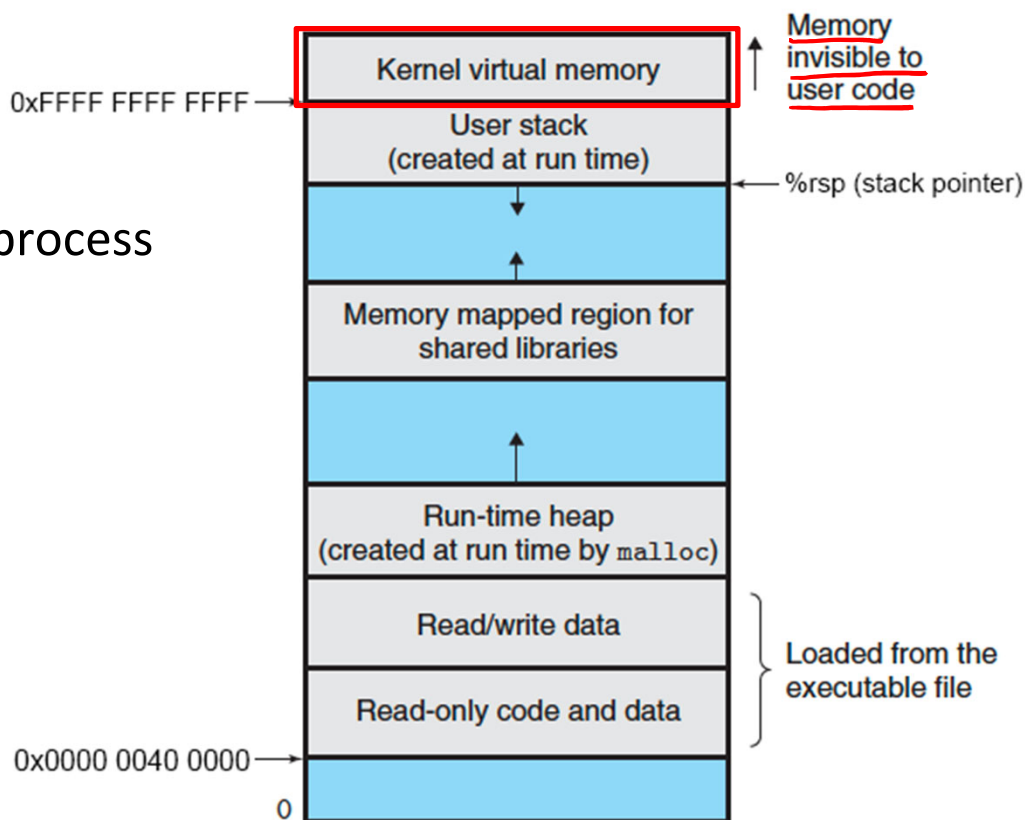 Memory
invisible to
user code
Kernel virtual memory
0xFFFF FFFF FFFF
User stack
(created at run time)
%rsp (stack pointer)
process
Memory mapped region for
shared libraries
Run-time heap
(created at run time by malloc)
Read/write data
Loaded from the
executable file
Read-only code and data
0x0000 0040 0000
0